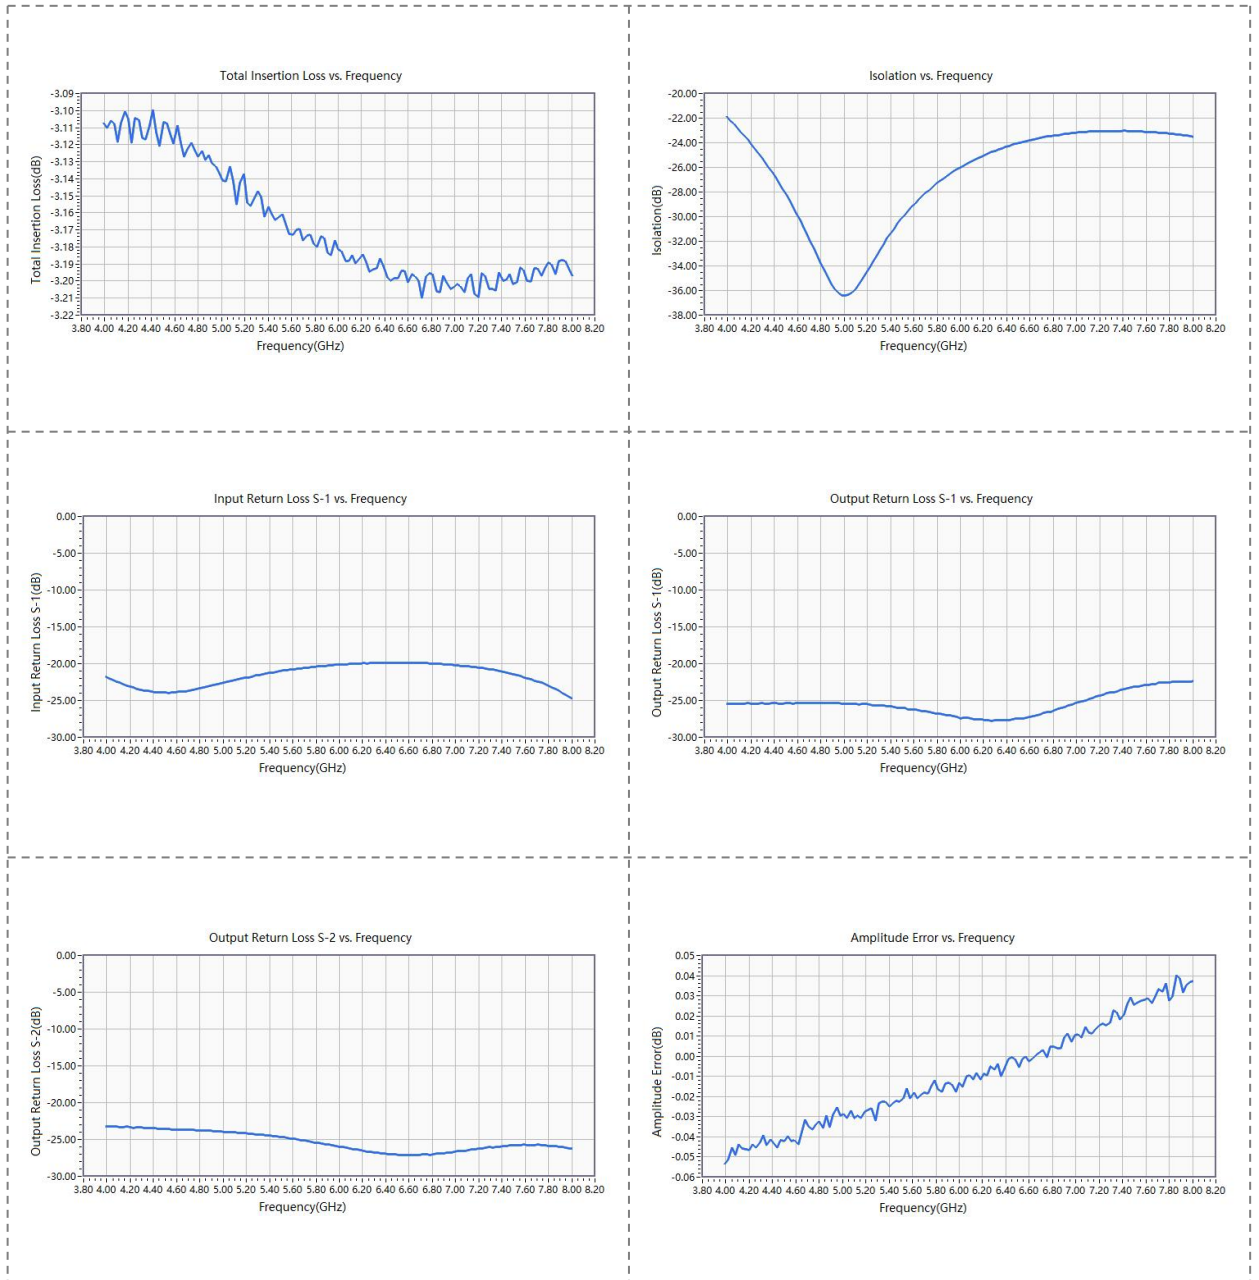 Total Insertion Loss vs. Frequency
Total Insertion Loss(dB)
-3.09
-3.10
-3.11
-3.12
-3.13
-3.14
-3.15
-3.16
-3.17
-3.18
-3.19
-3.20
-3.21
-3.22
3.80 4.00 4.20 4.40 4.60 4.80 5.00 5.20 5.40 5.60 5.80 6.00 6.20 6.40 6.60 6.80 7.00 7.20 7.40 7.60 7.80 8.00 8.20
Frequency(GHz)
Isolation vs. Frequency
Isolation(dB)
-20.00
-22.00
-24.00
-26.00
-28.00
-30.00
-32.00
-34.00
-36.00
-38.00
3.80 4.00 4.20 4.40 4.60 4.80 5.00 5.20 5.40 5.60 5.80 6.00 6.20 6.40 6.60 6.80 7.00 7.20 7.40 7.60 7.80 8.00 8.20
Frequency(GHz)
Input Return Loss S-1 vs. Frequency
Input Return Loss S-1(dB)
0.00
-5.00
-10.00
-15.00
-20.00
-25.00
-30.00
3.80 4.00 4.20 4.40 4.60 4.80 5.00 5.20 5.40 5.60 5.80 6.00 6.20 6.40 6.60 6.80 7.00 7.20 7.40 7.60 7.80 8.00 8.20
Frequency(GHz)
Output Return Loss S-1 vs. Frequency
Output Return Loss S-1(dB)
0.00
-5.00
-10.00
-15.00
-20.00
-25.00
-30.00
3.80 4.00 4.20 4.40 4.60 4.80 5.00 5.20 5.40 5.60 5.80 6.00 6.20 6.40 6.60 6.80 7.00 7.20 7.40 7.60 7.80 8.00 8.20
Frequency(GHz)
Output Return Loss S-2 vs. Frequency
Output Return Loss S-2(dB)
0.00
-5.00
-10.00
-15.00
-20.00
-25.00
-30.00
3.80 4.00 4.20 4.40 4.60 4.80 5.00 5.20 5.40 5.60 5.80 6.00 6.20 6.40 6.60 6.80 7.00 7.20 7.40 7.60 7.80 8.00 8.20
Frequency(GHz)
Amplitude Error vs. Frequency
Amplitude Error(dB)
0.05
0.04
0.03
0.02
0.01
0.00
-0.01
-0.02
-0.03
-0.04
-0.05
-0.06
3.80 4.00 4.20 4.40 4.60 4.80 5.00 5.20 5.40 5.60 5.80 6.00 6.20 6.40 6.60 6.80 7.00 7.20 7.40 7.60 7.80 8.00 8.20
Frequency(GHz)